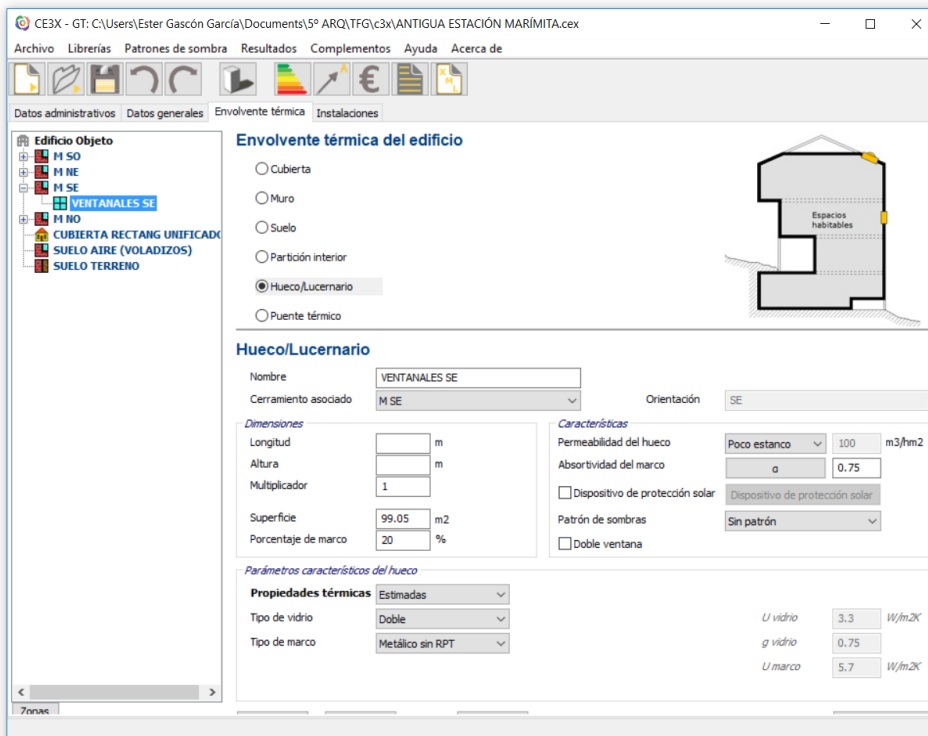 CE3X - GT: C:\Users\Ester Gascón García\Documents\5º ARQ\TFG\c3x\ANTIGUA ESTACIÓN MARÍMITA.cex
Archivo Librerías Patrones de sombra Resultados Complementos Ayuda Acerca de
A
€
X M L
Datos administrativos Datos generales Envolvente térmica Instalaciones
Edificio Objeto
M SO
M NE
M SE
VENTANALES SE
M NO
CUBIERTA RECTANG UNIFICADO
SUELO AIRE (VOLADIZOS)
SUELO TERRENO
Zonas
Envolvente térmica del edificio
Cubierta
Muro
Suelo
Partición interior
Hueco/Lucernario
Puente térmico
Espacios
habitables
Hueco/Lucernario
Nombre VENTANALES SE
Cerramiento asociado M SE Orientación SE
Dimensiones
Longitud m
Altura m
Multiplicador 1
Superficie 99.05 m2
Porcentaje de marco 20 %
Características
Permeabilidad del hueco Poco estanco 100 m3/hm2
Absortividad del marco α 0.75
Dispositivo de protección solar Dispositivo de protección solar
Patrón de sombras Sin patrón
Doble ventana
Parámetros característicos del hueco
Propiedades térmicas Estimadas
Tipo de vidrio Doble U vidrio 3.3 W/m2K
Tipo de marco Metálico sin RPT g vidrio 0.75
U marco 5.7 W/m2K